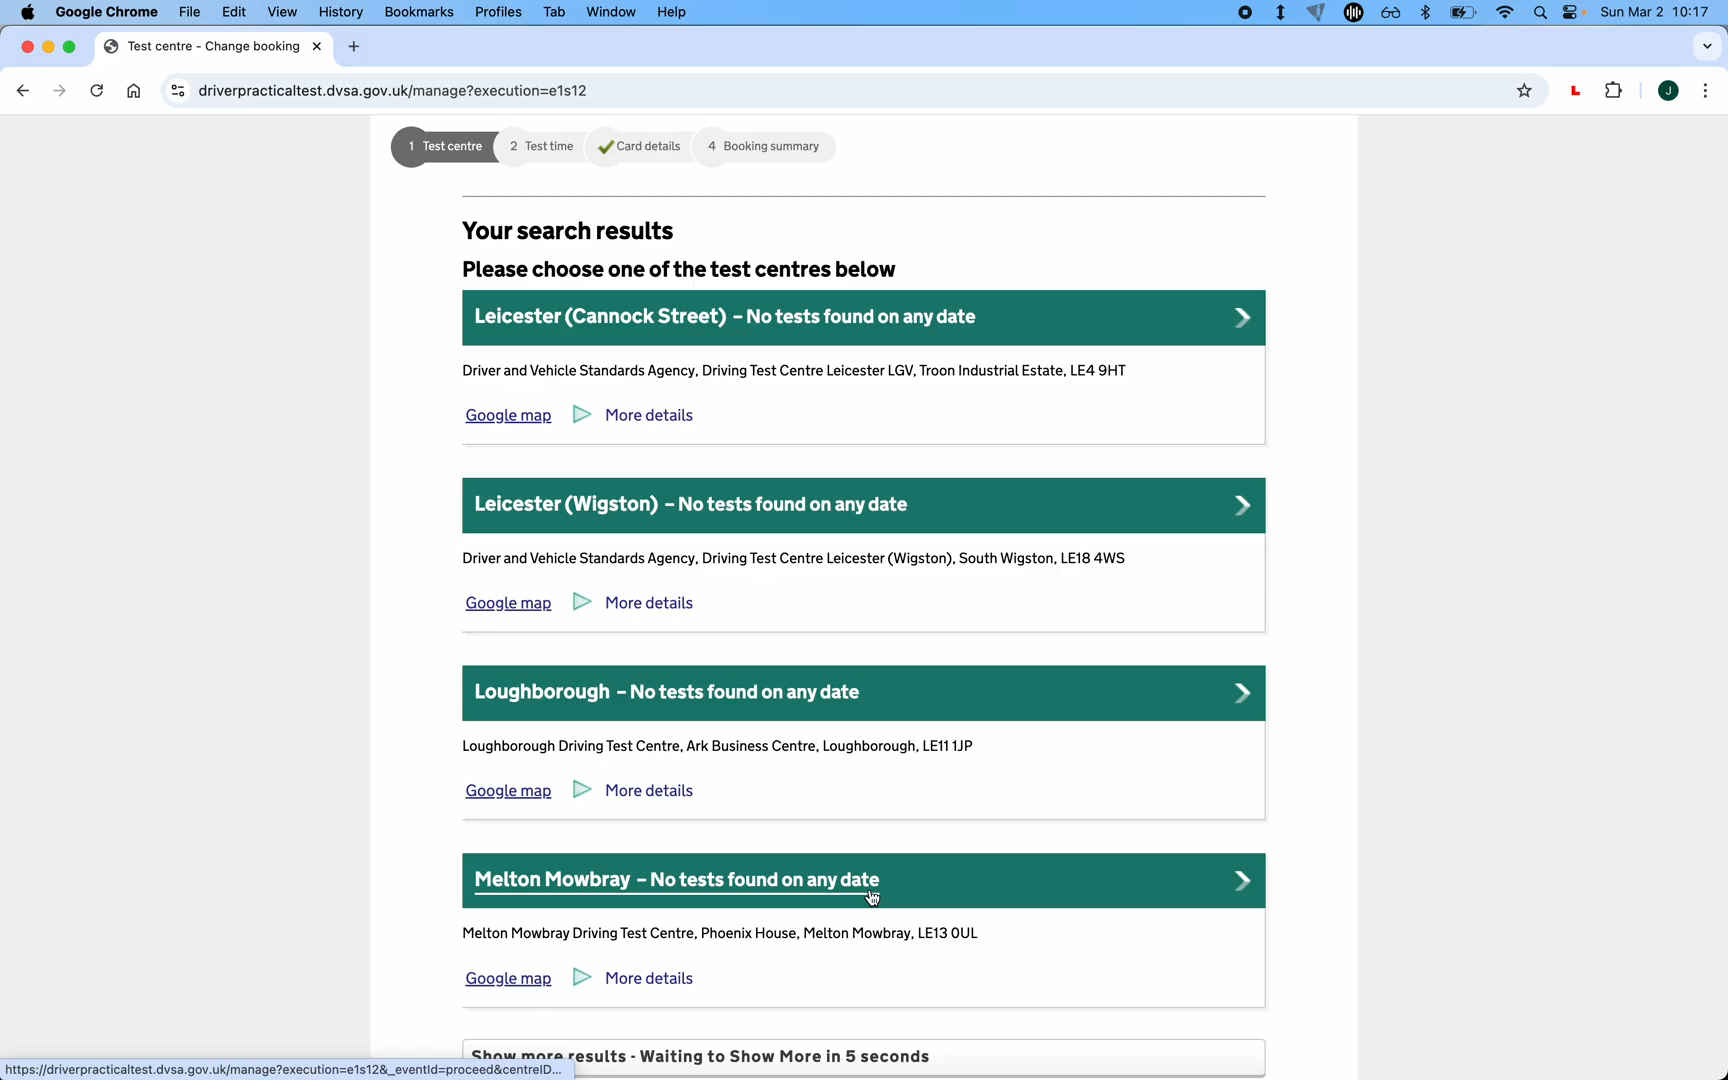 Google Chrome File Edit View History Bookmarks Profiles Tab Window Help Sun Mar 2 10:17
Test centre - Change booking
driverpracticaltest.dvsa.gov.uk/manage?execution=e1s12 L J
1 Test centre 2 Test time Card details 4 Booking summary
Your search results
Please choose one of the test centres below
Leicester (Cannock Street) – No tests found on any date
Driver and Vehicle Standards Agency, Driving Test Centre Leicester LGV, Troon Industrial Estate, LE4 9HT
Google map More details
Leicester (Wigston) – No tests found on any date
Driver and Vehicle Standards Agency, Driving Test Centre Leicester (Wigston), South Wigston, LE18 4WS
Google map More details
Loughborough – No tests found on any date
Loughborough Driving Test Centre, Ark Business Centre, Loughborough, LE11 1JP
Google map More details
Melton Mowbray – No tests found on any date
Melton Mowbray Driving Test Centre, Phoenix House, Melton Mowbray, LE13 0UL
Google map More details
Show more results - Waiting to Show More in 5 seconds
https://driverpracticaltest.dvsa.gov.uk/manage?execution=e1s12&_eventId=proceed&centreID...